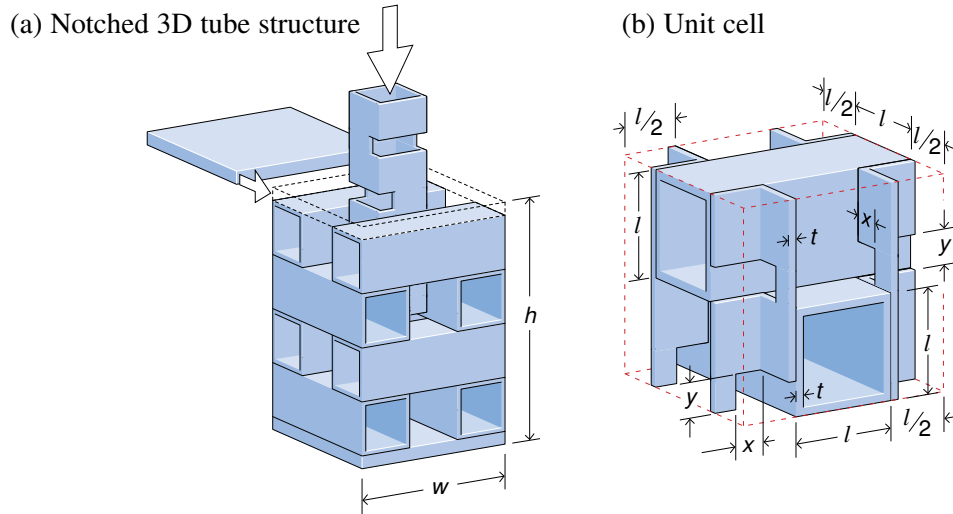 (a) Notched 3D tube structure
h
w
(b) Unit cell
l/2
l/2
l
l/2
l
t
x
y
l
y
t
x
l
l/2